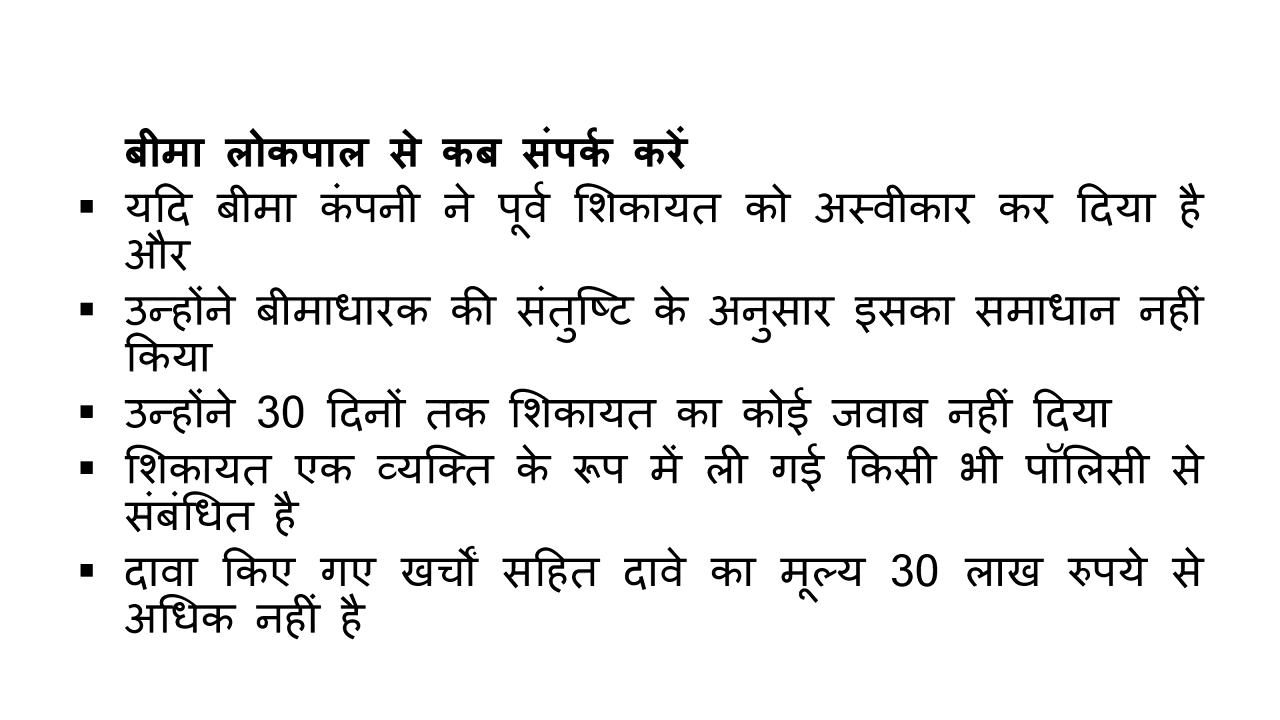 बीमा लोकपाल से कब संपर्क करें
▪ यदि बीमा कंपनी ने पूर्व शिकायत को अस्वीकार कर दिया है
और
▪ उन्होंने बीमाधारक की संतुष्टि के अनुसार इसका समाधान नहीं
किया
▪ उन्होंने 30 दिनों तक शिकायत का कोई जवाब नहीं दिया
▪ शिकायत एक व्यक्ति के रूप में ली गई किसी भी पॉलिसी से
संबंधित है
▪ दावा किए गए खर्चों सहित दावे का मूल्य 30 लाख रुपये से
अधिक नहीं है